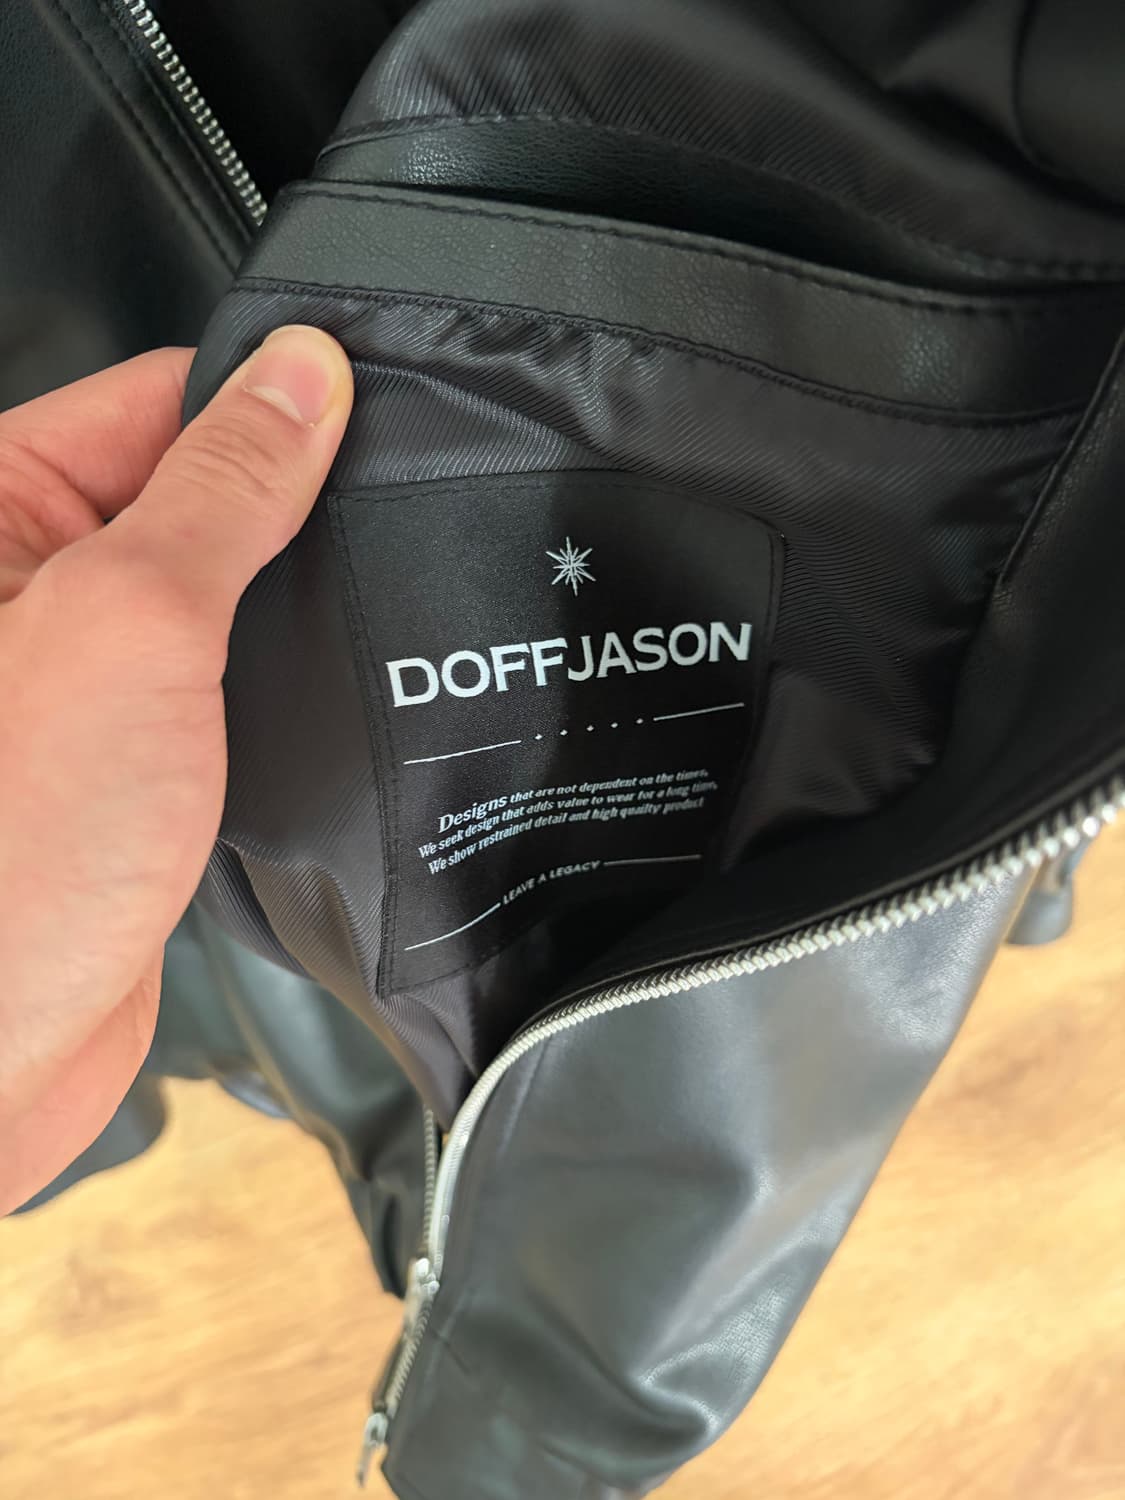 DOFFJASON
Designs that are not dependent on the times,
We seek design that adds value to wear for a long time,
We show restrained detail and high quailty product
LEAVE A LEGACY